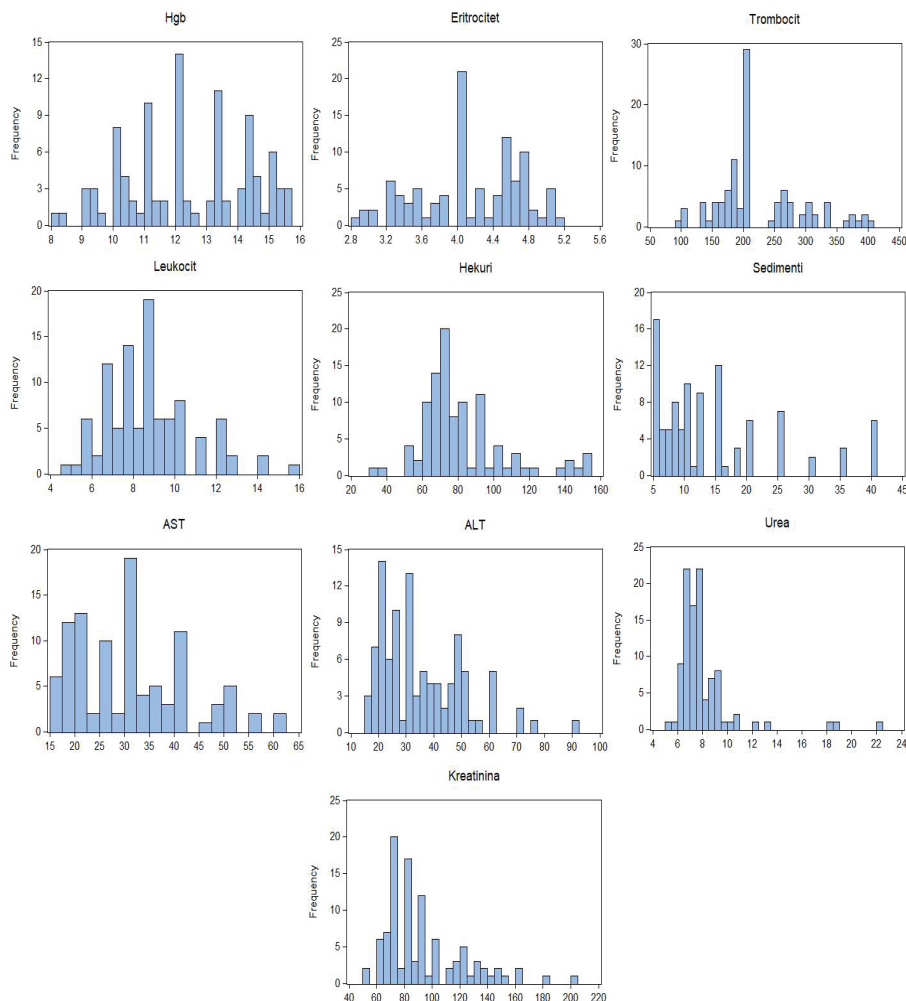 Hgb
Eritrocitet
Trombocit
Frequency
15
12
9
6
3
0
8 9 10 11 12 13 14 15 16
Frequency
25
20
15
10
5
0
2.8 3.2 3.6 4.0 4.4 4.8 5.2 5.6
Frequency
30
20
10
0
50 100 150 200 250 300 350 400 450
Leukocit
Hekuri
Sedimenti
Frequency
20
15
10
5
0
4 6 8 10 12 14 16
Frequency
25
20
15
10
5
0
20 40 60 80 100 120 140 160
Frequency
20
16
12
8
4
0
5 10 15 20 25 30 35 40 45
AST
ALT
Urea
Frequency
20
15
10
5
0
15 20 25 30 35 40 45 50 55 60 65
Frequency
15
12
9
6
3
0
10 20 30 40 50 60 70 80 90 100
Frequency
25
20
15
10
5
0
4 6 8 10 12 14 16 18 20 22 24
Kreatinina
Frequency
25
20
15
10
5
0
40 60 80 100 120 140 160 180 200 220